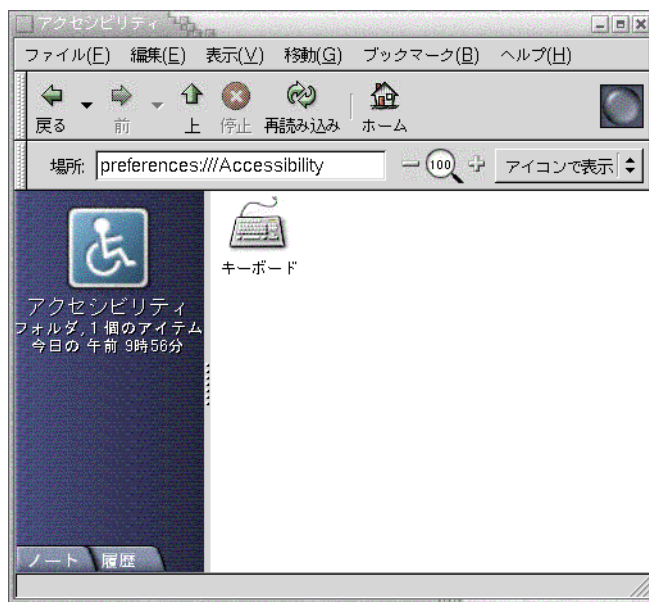 アクセシビリティ
ファイル(F) 編集(E) 表示(V) 移動(G) ブックマーク(B) ヘルプ(H)
戻る 前 上 停止 再読み込み ホーム
場所: preferences:///Accessibility 100 アイコンで表示
キーボード
アクセシビリティ
フォルダ, 1 個のアイテム
今日の 午前 9時56分
ノート 履歴